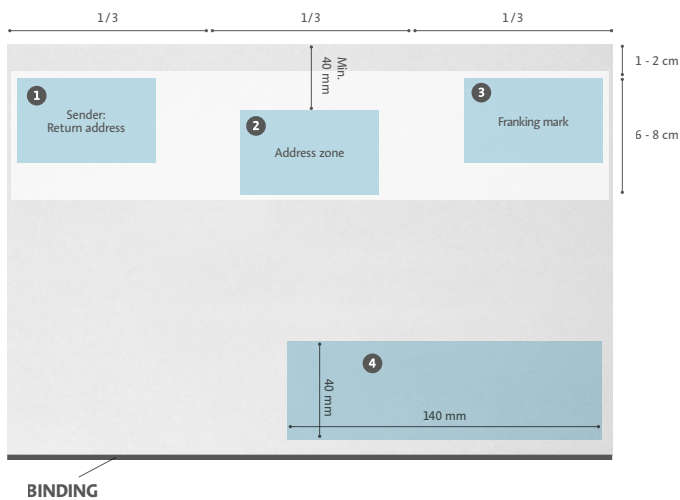 1/3
1/3
1/3
1 - 2 cm
Min.
40 mm
1
Sender:
Return address
2
Address zone
3
Franking mark
6 - 8 cm
4
40 mm
140 mm
BINDING